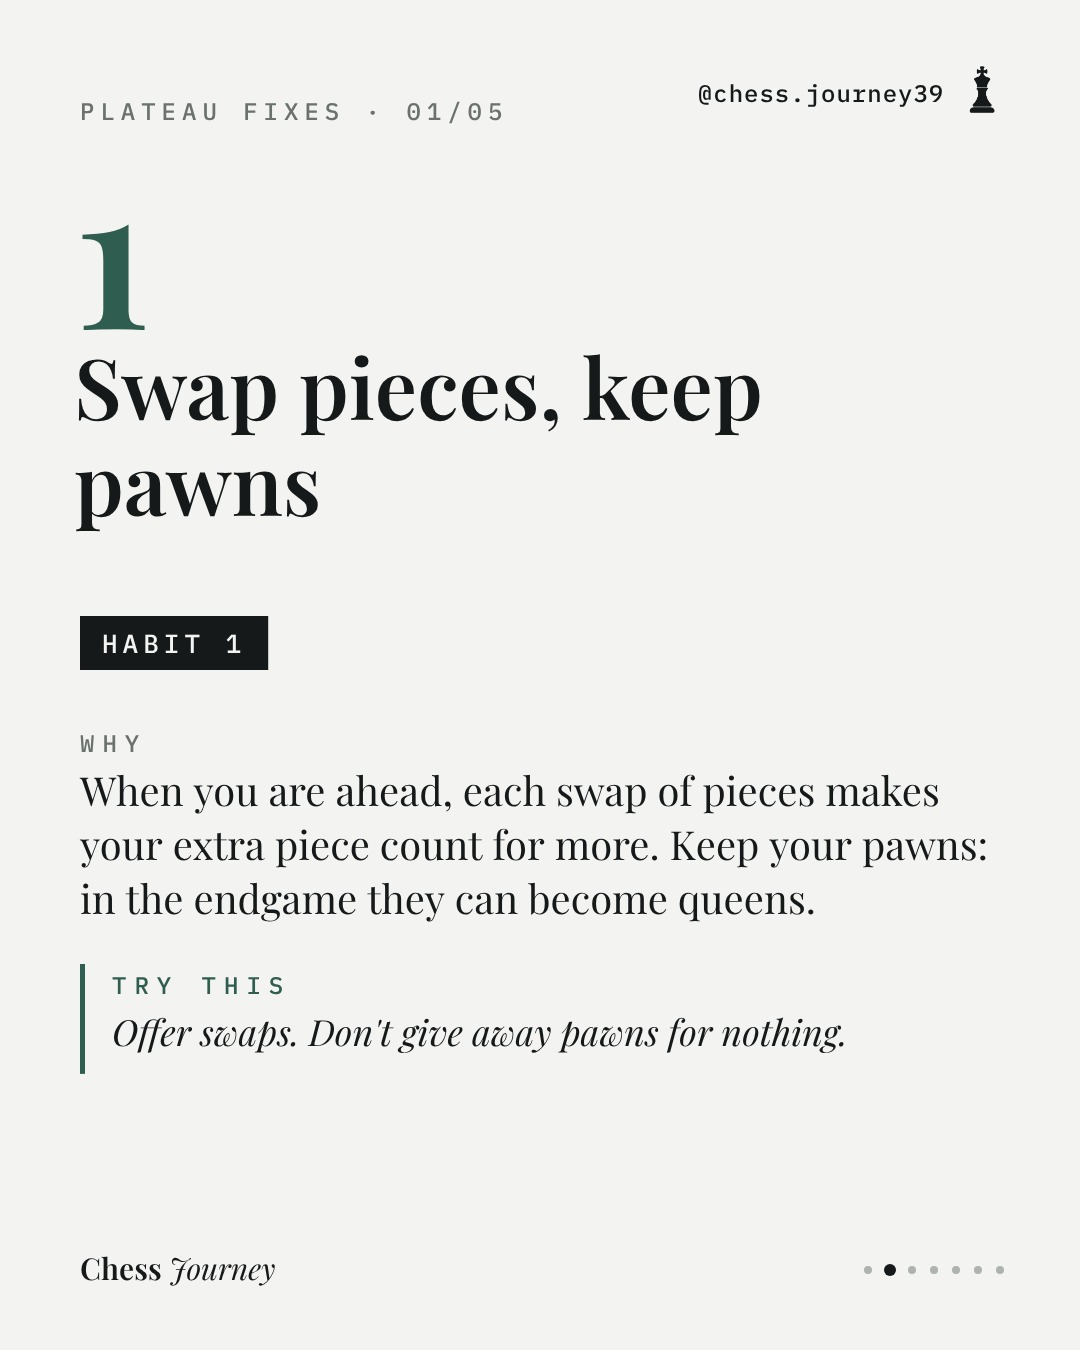 PLATEAU FIXES · 01/05
@chess.journey39
1
Swap pieces, keep
pawns
HABIT 1
WHY
When you are ahead, each swap of pieces makes
your extra piece count for more. Keep your pawns:
in the endgame they can become queens.
TRY THIS
Offer swaps. Don't give away pawns for nothing.
Chess Journey